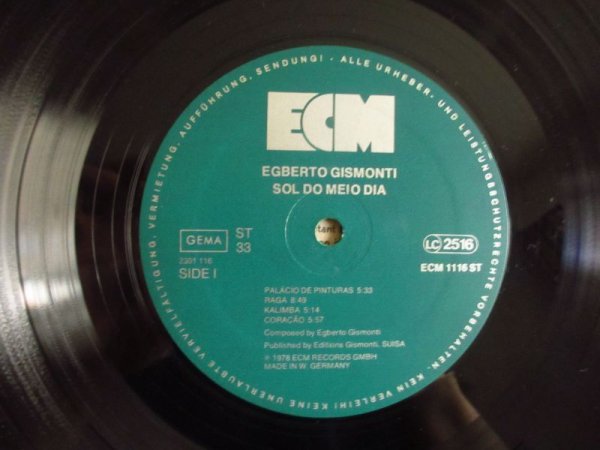 ECM
EGBERTO GISMONTI
SOL DO MEIO DIA
GEMA
ST
33
2301 116
SIDE I
LC 2516
ECM 1116 ST
PALÁCIO DE PINTURAS 5:33
RAGA 8:49
KALIMBA 5:14
CORAÇÃO 5:57
Composed by Egberto Gismonti
Published by Editions Gismonti, SUISA
℗ 1978 ECM RECORDS GMBH
MADE IN W. GERMANY
ALLE URHEBER- UND LEISTUNGSSCHUTZRECHTE VORBEHALTEN. KEIN VERLEIH! KEINE UNERLAUBTE VERVIELFÄLTIGUNG, VERMIETUNG, AUFFÜHRUNG, SENDUNG! ·